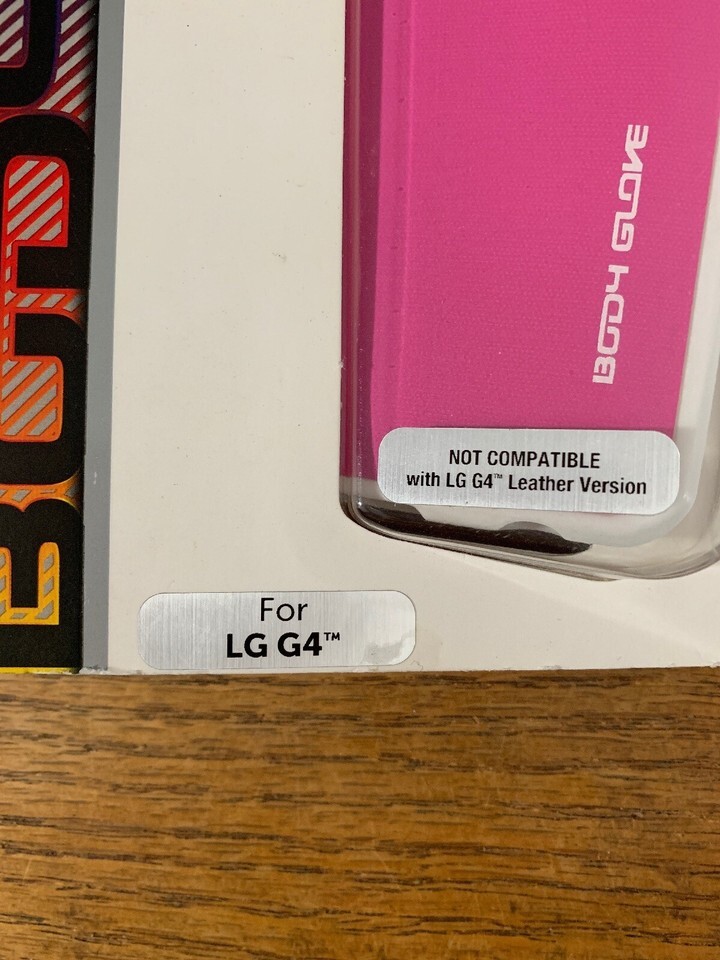 BODY GLOVE
NOT COMPATIBLE
with LG G4™ Leather Version
For
LG G4™